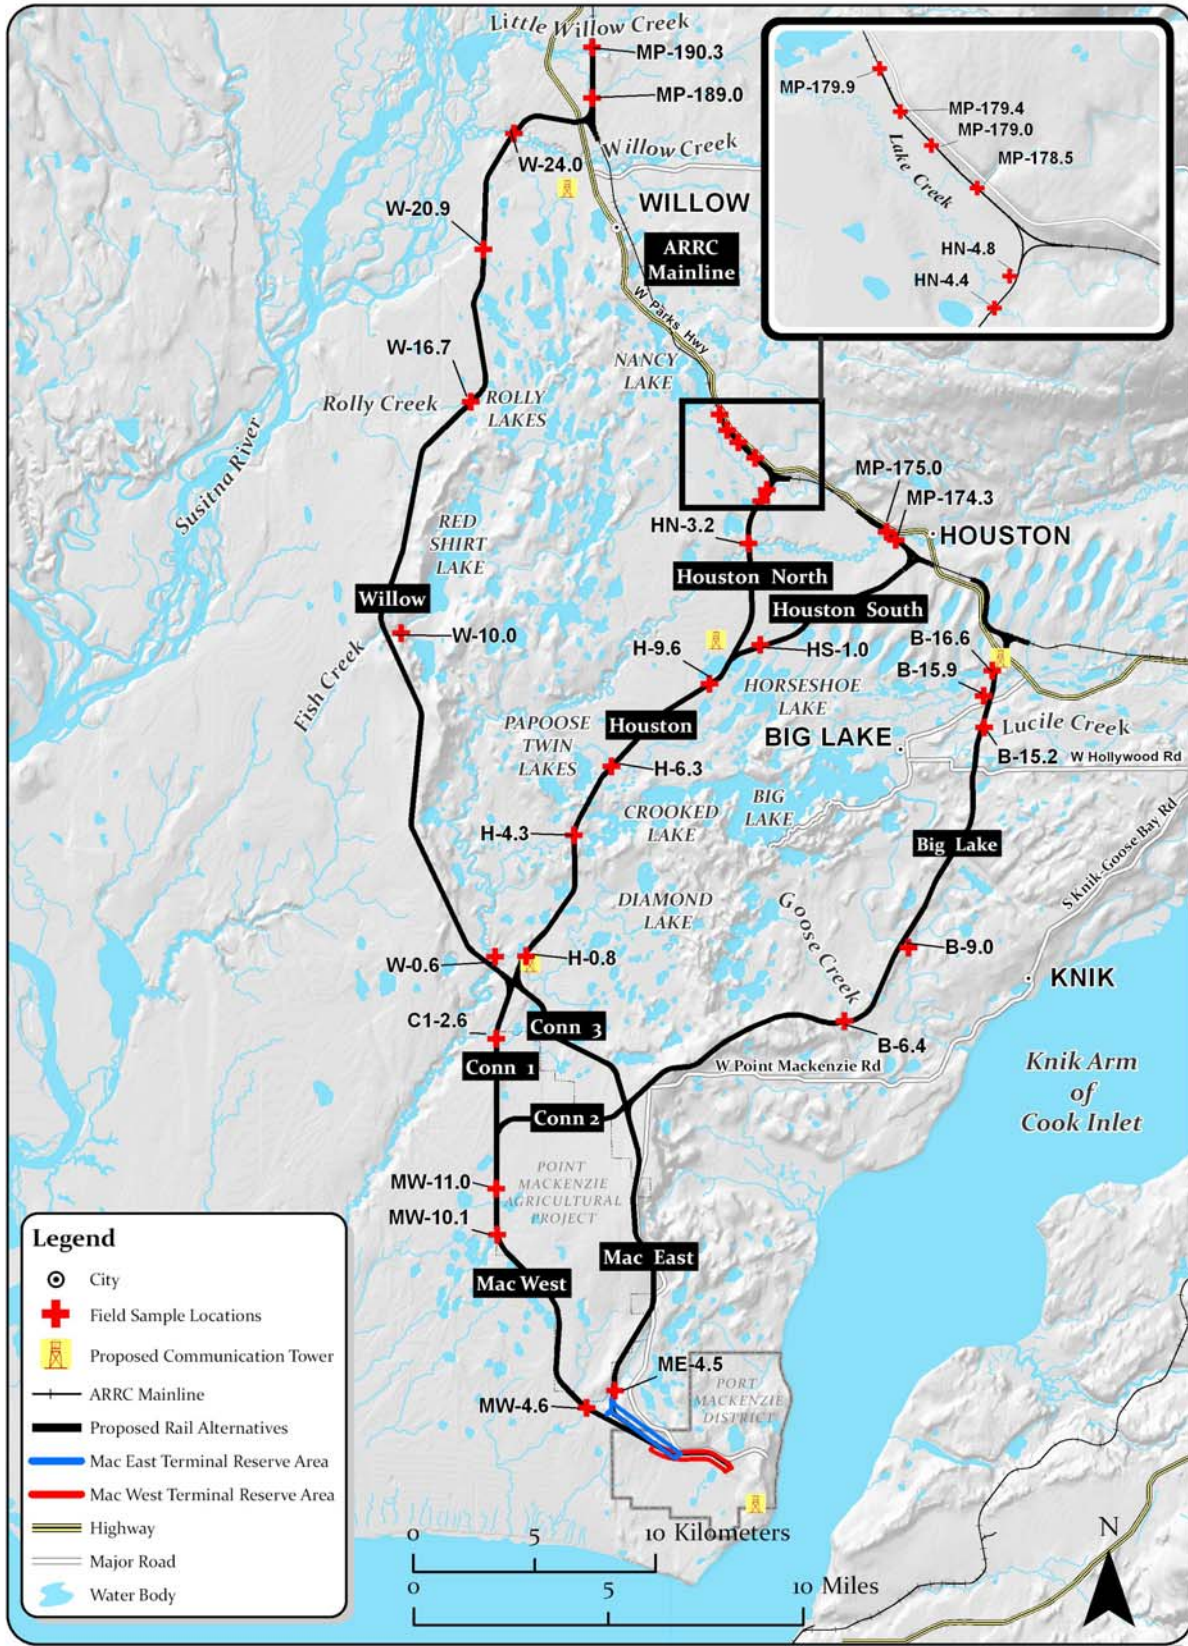 Little Willow Creek
MP-190.3
MP-189.0
Willow Creek
W-24.0
WILLOW
W-20.9
ARRC
Mainline
W Parks Hwy
MP-179.9
MP-179.4
MP-179.0
MP-178.5
Lake Creek
HN-4.8
HN-4.4
W-16.7
NANCY
LAKE
Rolly Creek
ROLLY
LAKES
Susitna River
MP-175.0
MP-174.3
HN-3.2
HOUSTON
RED
SHIRT
LAKE
Houston North
Willow
Houston South
W-10.0
B-16.6
H-9.6
HS-1.0
B-15.9
Fish Creek
HORSESHOE
LAKE
Houston
PAPOOSE
TWIN
LAKES
BIG LAKE
Lucile Creek
B-15.2
W Hollywood Rd
H-6.3
CROOKED
LAKE
BIG
LAKE
S Knik-Goose Bay Rd
H-4.3
Big Lake
DIAMOND
LAKE
Goose Creek
B-9.0
W-0.6
H-0.8
KNIK
C1-2.6
Conn 3
B-6.4
Conn 1
W Point Mackenzie Rd
Knik Arm
of
Cook Inlet
Conn 2
POINT
MACKENZIE
AGRICULTURAL
PROJECT
MW-11.0
MW-10.1
Mac East
Mac West
ME-4.5
MW-4.6
PORT
MACKENZIE
DISTRICT
Legend
City
Field Sample Locations
Proposed Communication Tower
ARRC Mainline
Proposed Rail Alternatives
Mac East Terminal Reserve Area
Mac West Terminal Reserve Area
Highway
Major Road
Water Body
0 5 10 Kilometers
0 5 10 Miles
N